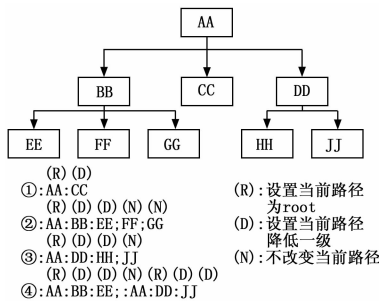 AA
BB CC DD
EE FF GG HH JJ
(R)(D)
①:AA:CC
(R)(D)(D)(N)(N)
②:AA:BB:EE;FF;GG
(R)(D)(D)(N)
③:AA:DD:HH;JJ
(R)(D)(D)(N)(R)(D)(D)
④:AA:BB:EE;:AA:DD:JJ
(R):设置当前路径
为root
(D):设置当前路径
降低一级
(N):不改变当前路径